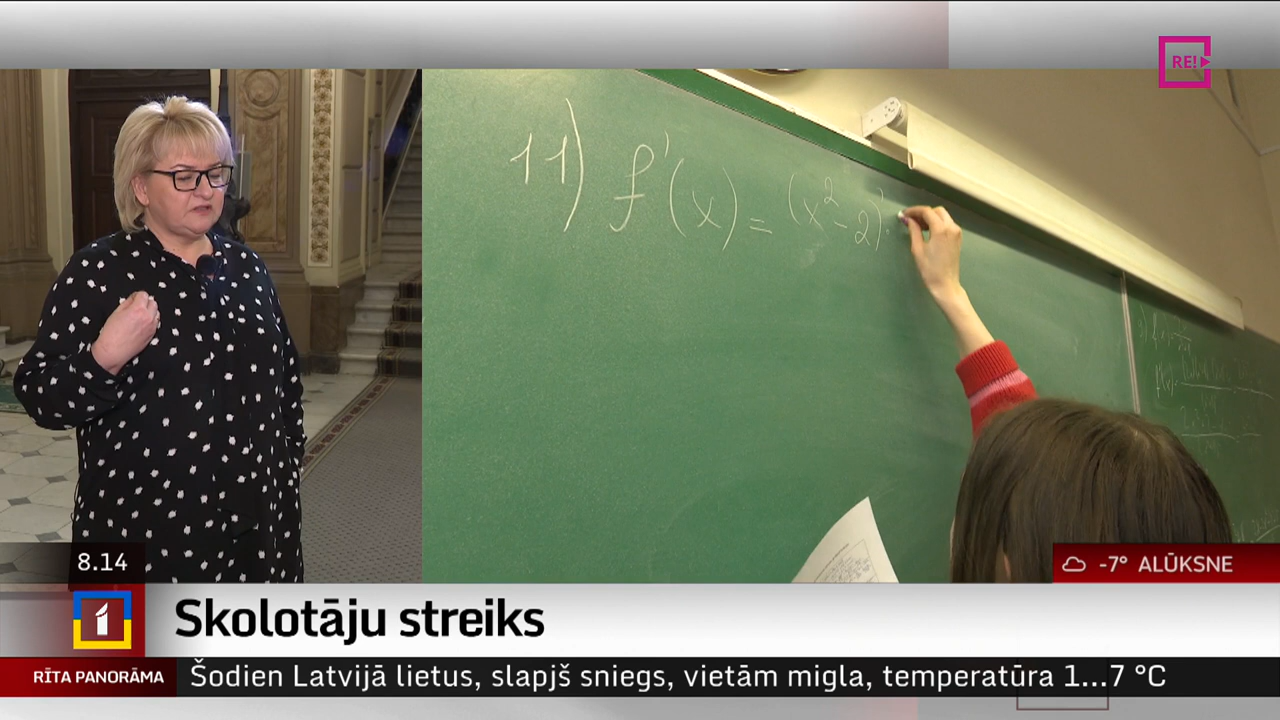 RE!
11) f'(x) = (x² - 2)'.
8.14
-7° ALŪKSNE
1
Skolotāju streiks
RĪTA PANORĀMA
Šodien Latvijā lietus, slapjš sniegs, vietām migla, temperatūra 1...7 °C